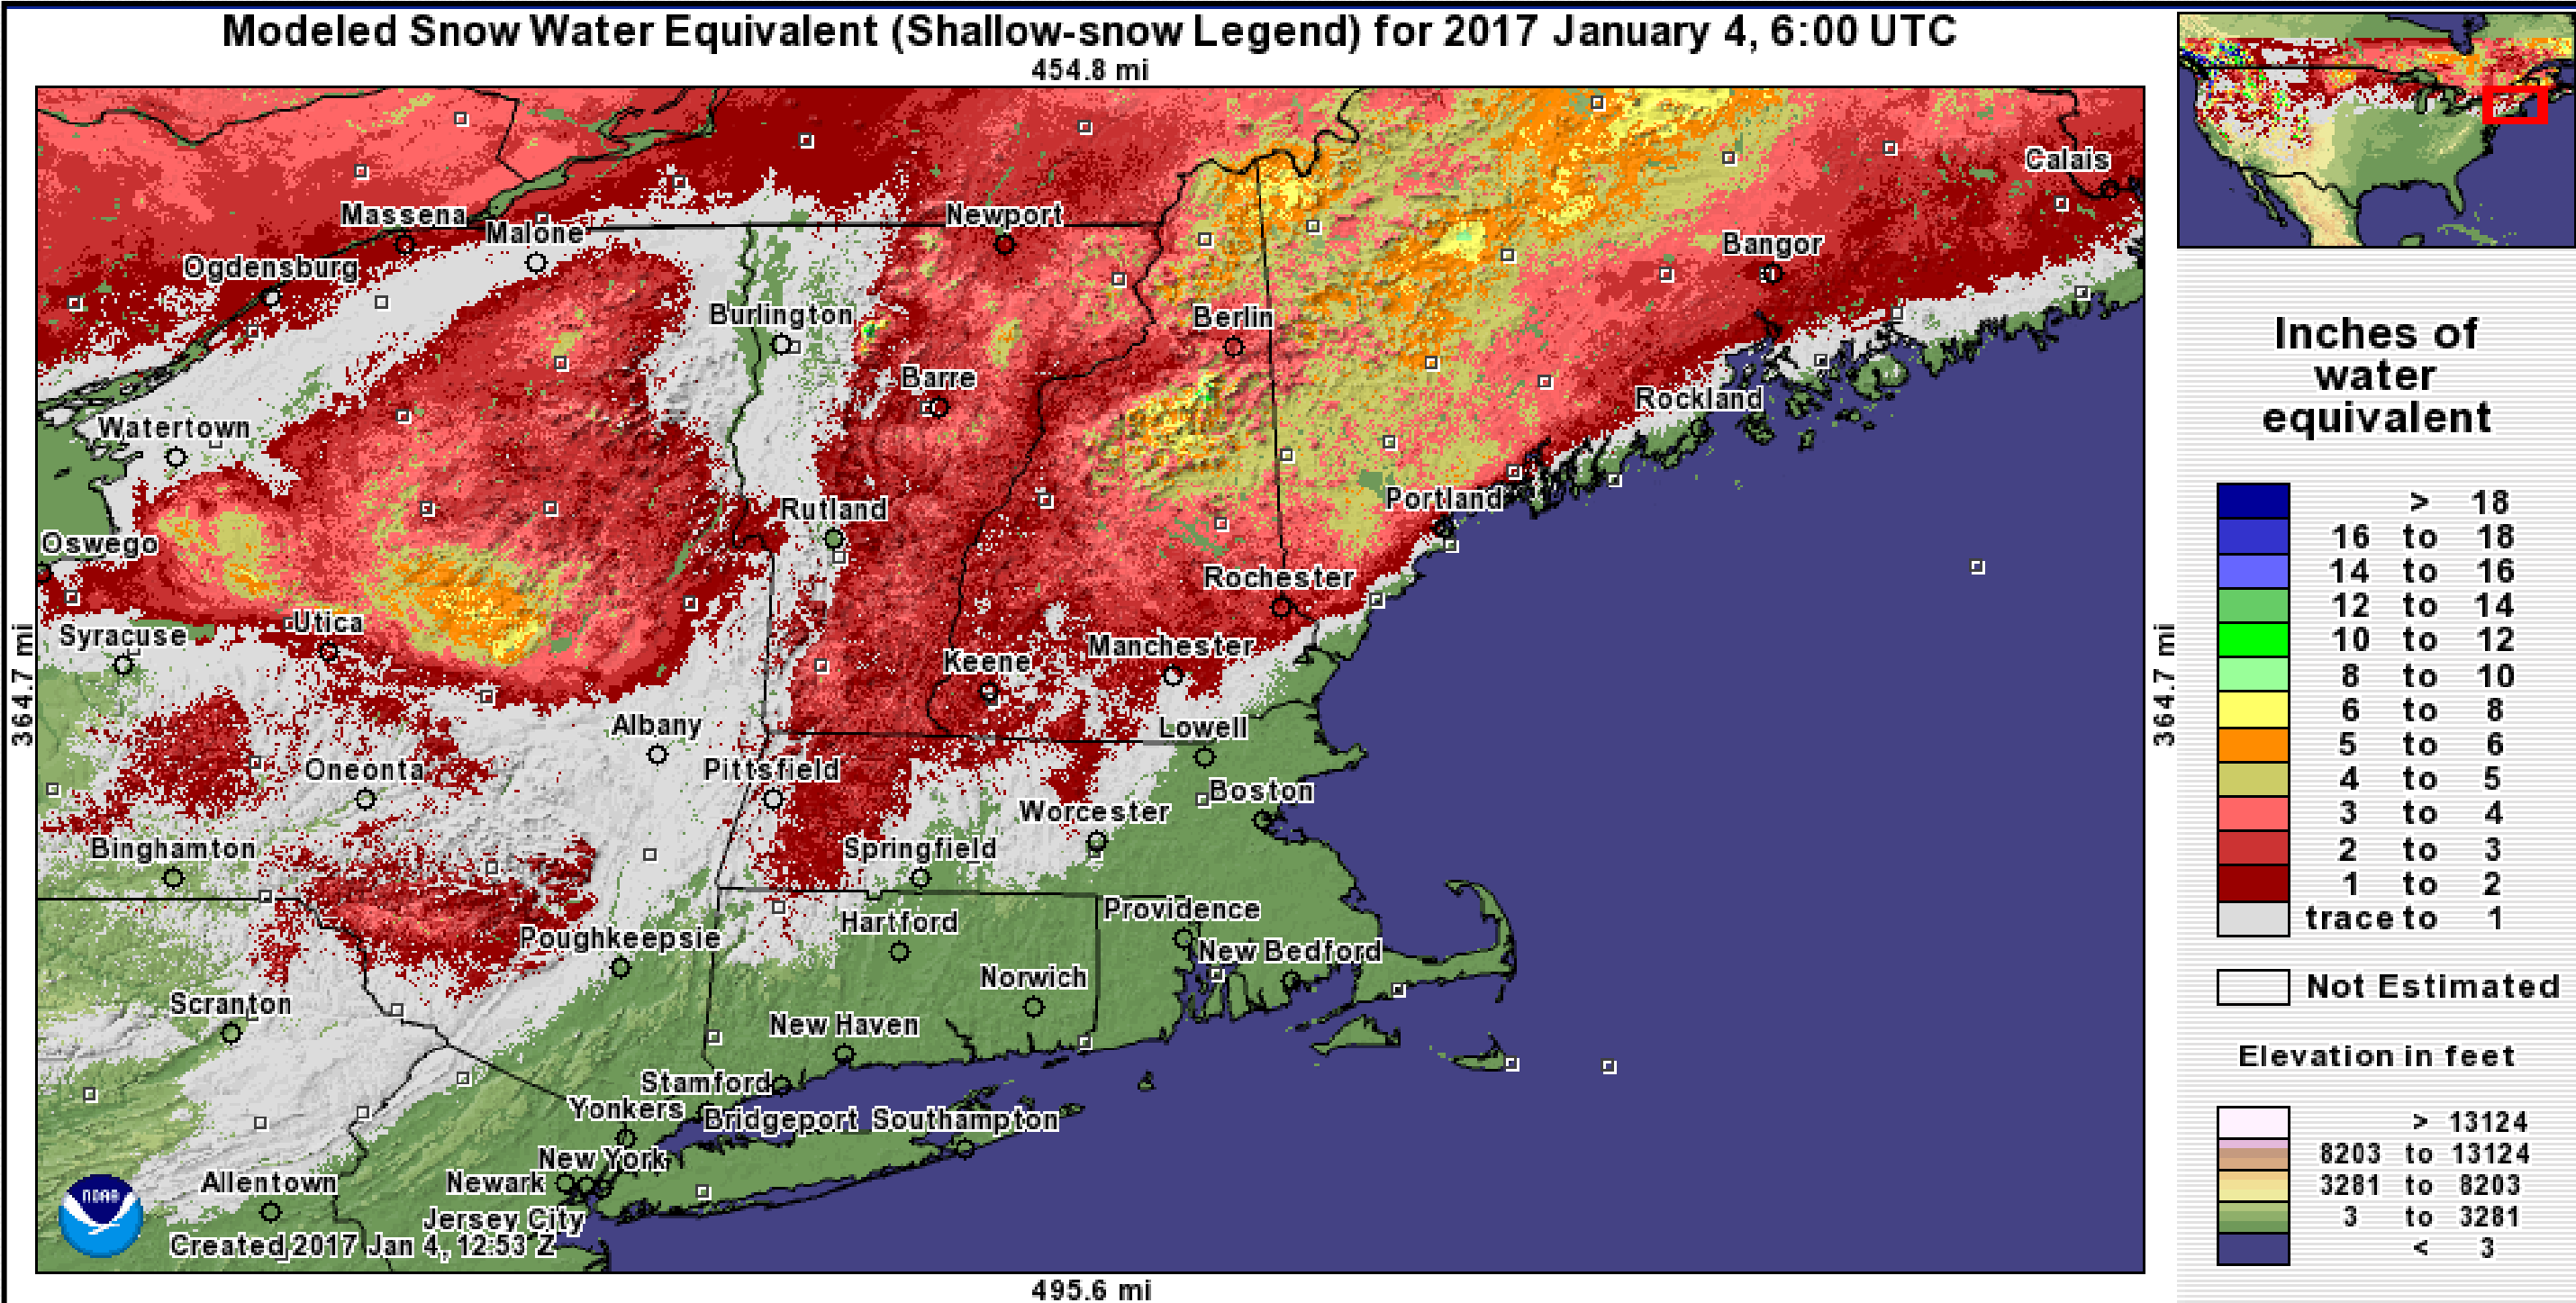 Modeled Snow Water Equivalent (Shallow-snow Legend) for 2017 January 4, 6:00 UTC
454.8 mi
Calais
Massena
Newport
Malone
Bangor
Ogdensburg
Burlington
Berlin
Barre
Rockland
Watertown
Rutland
Portland
Oswego
Rochester
Utica
Syracuse
Manchester
Keene
364.7 mi
364.7 mi
Albany
Lowell
Oneonta
Pittsfield
Boston
Worcester
Binghamton
Springfield
Providence
Hartford
Poughkeepsie
New Bedford
Norwich
Scranton
New Haven
Stamford
Yonkers
Bridgeport
Southampton
New York
Newark
Allentown
Jersey City
NOAA
Created 2017 Jan 4, 12:53 Z
495.6 mi
Inches of
water
equivalent
> 18
16 to 18
14 to 16
12 to 14
10 to 12
8 to 10
6 to 8
5 to 6
4 to 5
3 to 4
2 to 3
1 to 2
trace to 1
Not Estimated
Elevation in feet
> 13124
8203 to 13124
3281 to 8203
3 to 3281
< 3